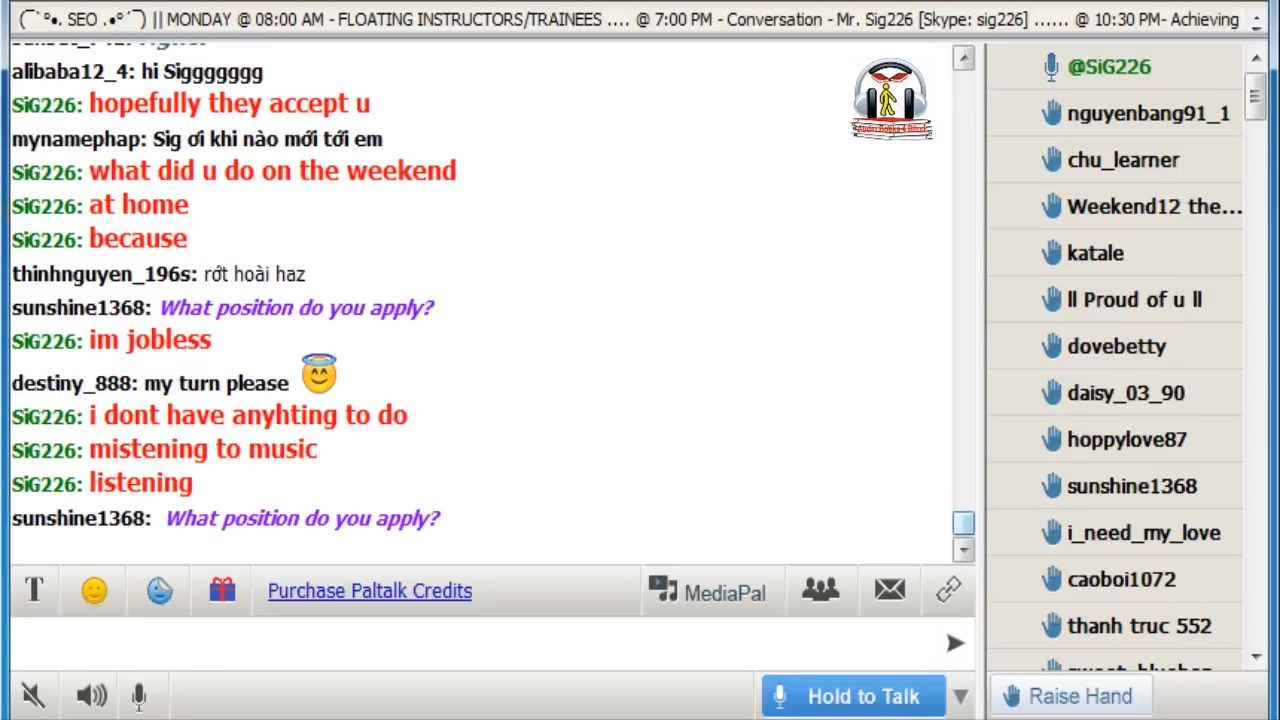 (¯`°•. SEO .•°´¯) || MONDAY @ 08:00 AM - FLOATING INSTRUCTORS/TRAINEES .... @ 7:00 PM - Conversation - Mr. Sig226 [Skype: sig226] ...... @ 10:30 PM- Achieving
alibaba12_4: hi Sigggggggg
SiG226: hopefully they accept u
mynamephap: Sig ơi khi nào mới tới em
SiG226: what did u do on the weekend
SiG226: at home
SiG226: because
thinhnguyen_196s: rớt hoài haz
sunshine1368: What position do you apply?
SiG226: im jobless
destiny_888: my turn please
SiG226: i dont have anyhting to do
SiG226: mistening to music
SiG226: listening
sunshine1368: What position do you apply?
T
Purchase Paltalk Credits
MediaPal
Hold to Talk
@SiG226
nguyenbang91_1
chu_learner
Weekend12 the...
katale
ll Proud of u ll
dovebetty
daisy_03_90
hoppylove87
sunshine1368
i_need_my_love
caoboi1072
thanh truc 552
Raise Hand